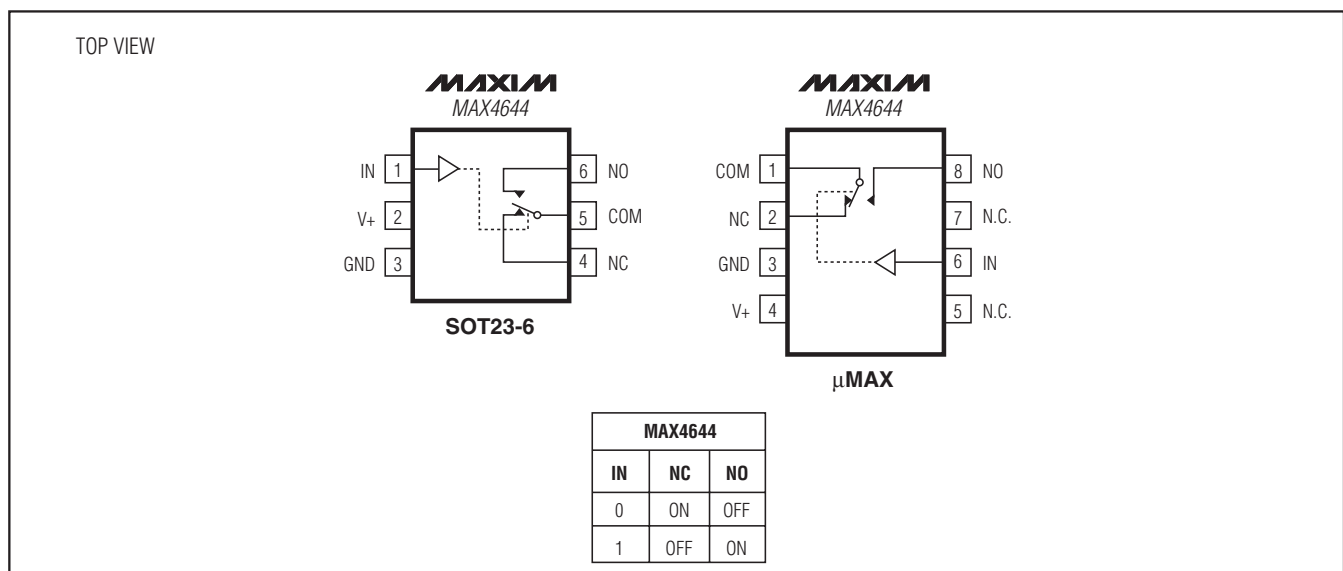 TOP VIEW
MAXIM
MAX4644
IN 1
V+ 2
GND 3
6 NO
5 COM
4 NC
SOT23-6
MAXIM
MAX4644
COM 1
NC 2
GND 3
V+ 4
8 NO
7 N.C.
6 IN
5 N.C.
µMAX
MAX4644
IN NC NO
0 ON OFF
1 OFF ON